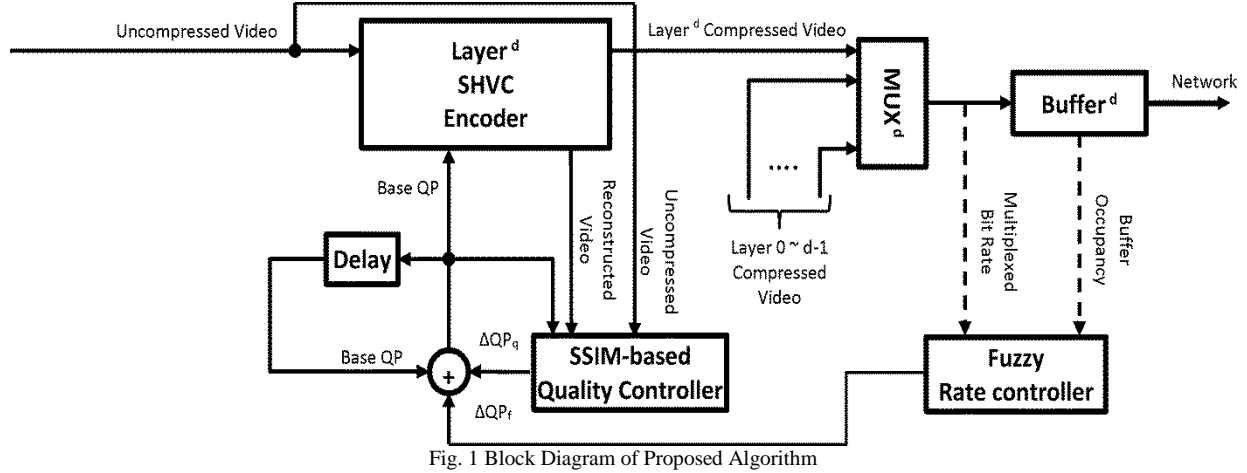 Uncompressed Video
Layer d
SHVC
Encoder
Layer d Compressed Video
MUX d
Buffer d
Network
Base QP
Reconstructed
Video
Uncompressed
Video
....
Layer 0 ~ d-1
Compressed
Video
Multiplexed
Bit Rate
Buffer
Occupancy
Delay
Base QP
+
ΔQPq
ΔQPf
SSIM-based
Quality Controller
Fuzzy
Rate controller
Fig. 1 Block Diagram of Proposed Algorithm